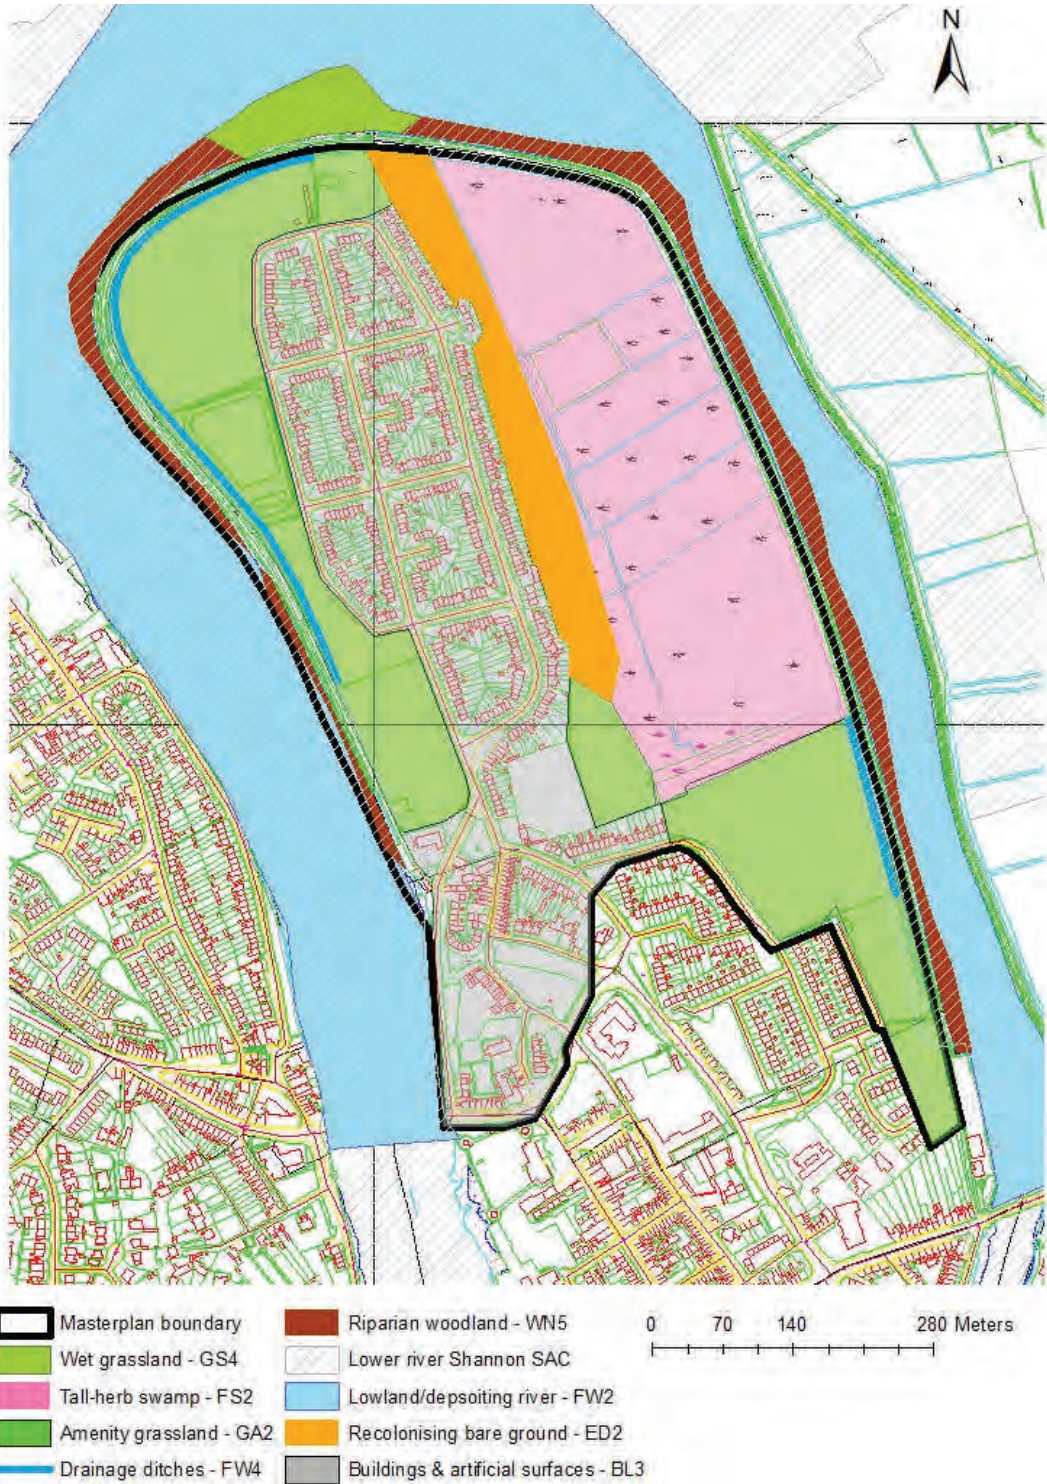 N
Masterplan boundary
Wet grassland - GS4
Tall-herb swamp - FS2
Amenity grassland - GA2
Drainage ditches - FW4
Riparian woodland - WN5
Lower river Shannon SAC
Lowland/depsoiting river - FW2
Recolonising bare ground - ED2
Buildings & artificial surfaces - BL3
0 70 140 280 Meters